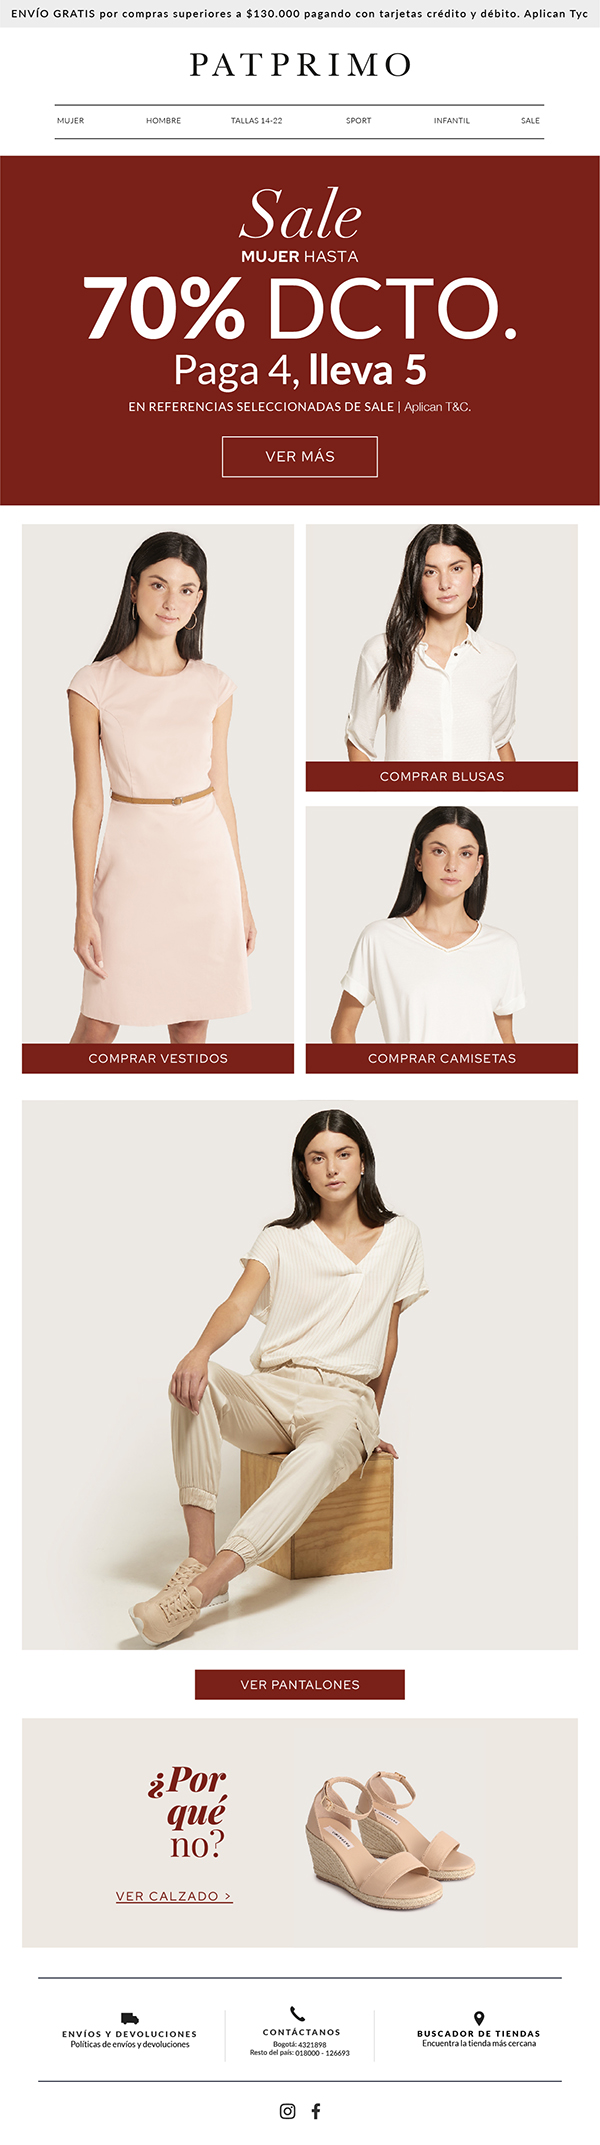 ENVÍO GRATIS por compras superiores a $130.000 pagando con tarjetas crédito y débito. Aplican Tyc
PATPRIMO
MUJER HOMBRE TALLAS 14-22 SPORT INFANTIL SALE
Sale
MUJER HASTA
70% DCTO.
Paga 4, lleva 5
EN REFERENCIAS SELECCIONADAS DE SALE | Aplican T&C.
VER MÁS
COMPRAR BLUSAS
COMPRAR VESTIDOS
COMPRAR CAMISETAS
VER PANTALONES
¿Por
qué
no?
VER CALZADO >
ENVÍOS Y DEVOLUCIONES
Políticas de envíos y devoluciones
CONTÁCTANOS
Bogotá: 4321898
Resto del país: 018000 - 126693
BUSCADOR DE TIENDAS
Encuentra la tienda más cercana